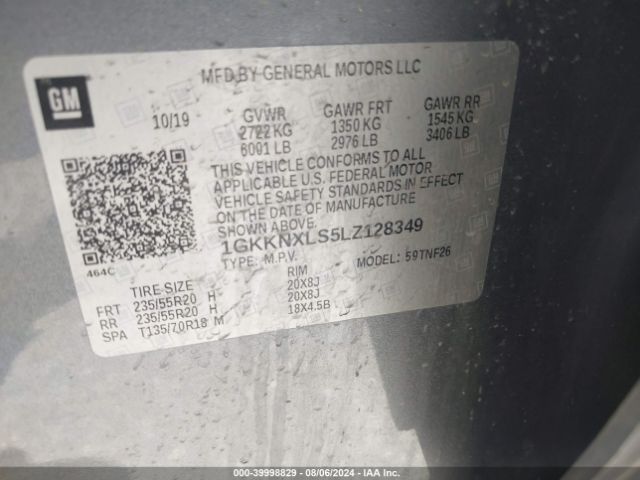 GM
MFD BY GENERAL MOTORS LLC
10/19
GVWR
2722 KG
6001 LB
GAWR FRT
1350 KG
2976 LB
GAWR RR
1545 KG
3406 LB
THIS VEHICLE CONFORMS TO ALL
APPLICABLE U.S. FEDERAL MOTOR
VEHICLE SAFETY STANDARDS IN EFFECT
ON THE DATE OF MANUFACTURE
SHOWN ABOVE.
1GKKNXLS5LZ128349
TYPE: M.P.V. MODEL: 59TNF26
464C
TIRE SIZE RIM
FRT 235/55R20 H 20X8J
RR 235/55R20 H 20X8J
SPA T135/70R18 M 18X4.5B
000-39998829 - 08/06/2024 - IAA Inc.